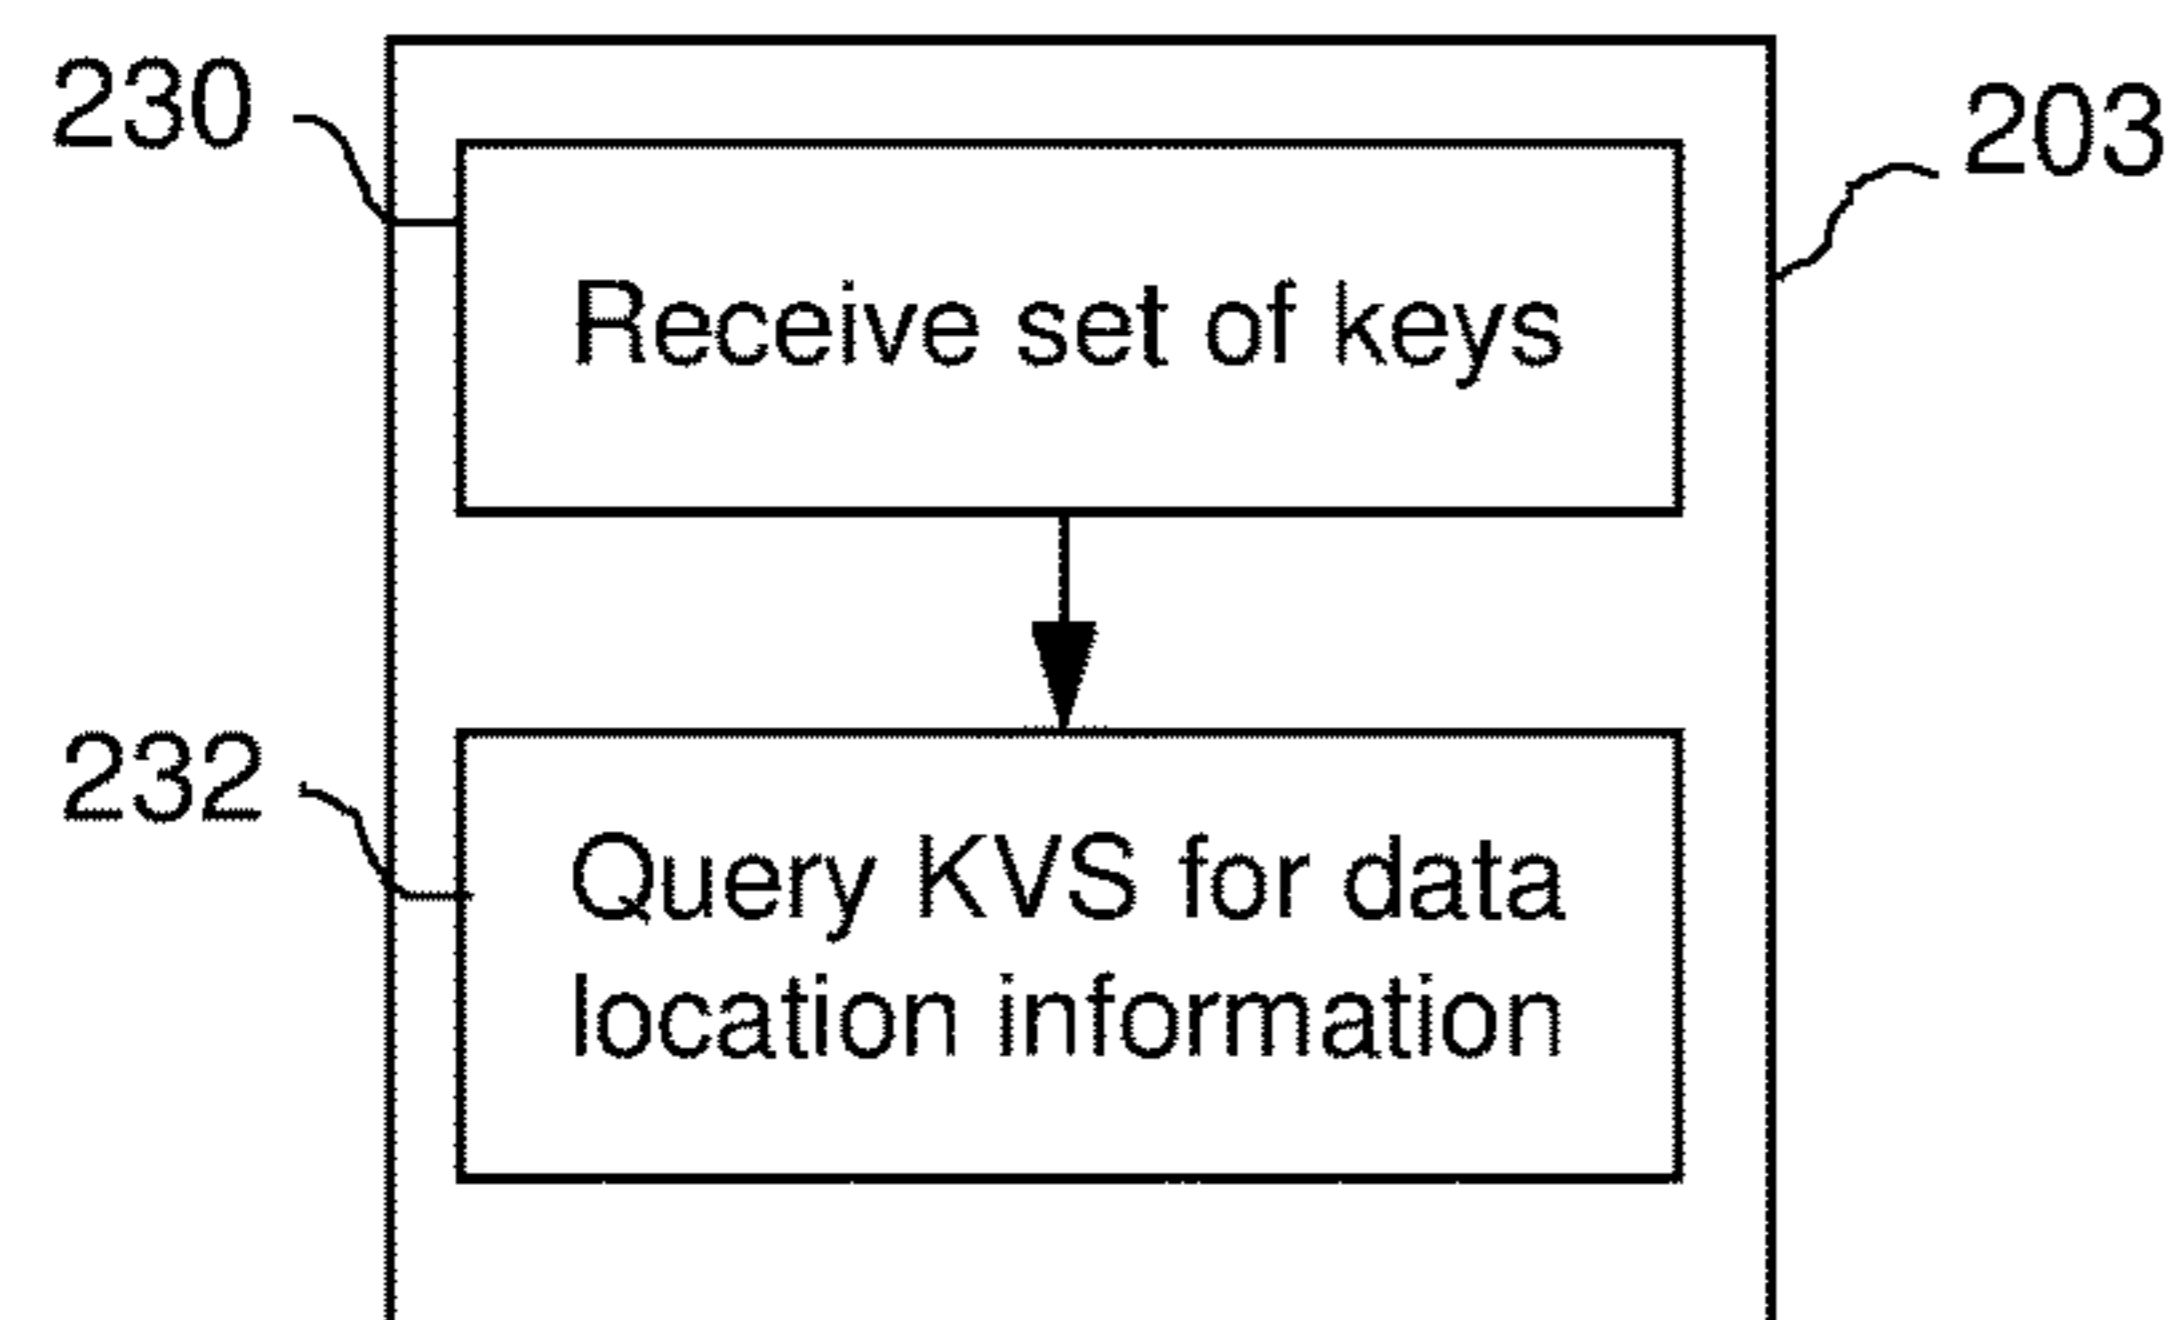 230
203
Receive set of keys
232
Query KVS for data
location information